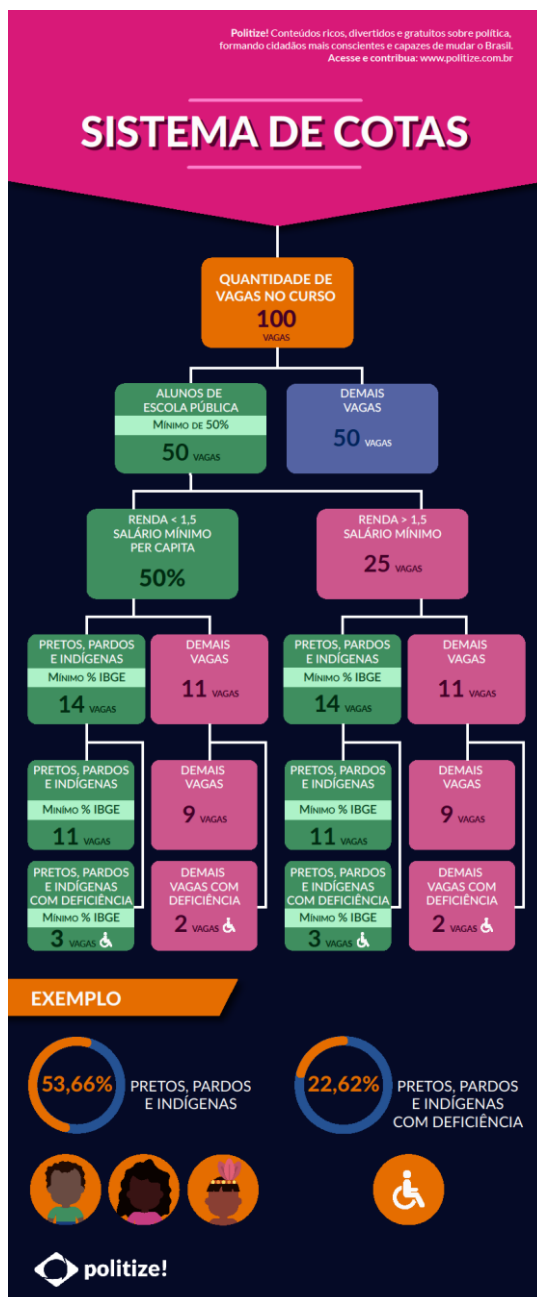 Politize! Conteúdos ricos, divertidos e gratuitos sobre política,
formando cidadãos mais conscientes e capazes de mudar o Brasil.
Acesse e contribua: www.politize.com.br
SISTEMA DE COTAS
QUANTIDADE DE
VAGAS NO CURSO
100
VAGAS
ALUNOS DE
ESCOLA PÚBLICA
MÍNIMO DE 50%
50 VAGAS
DEMAIS
VAGAS
50 VAGAS
RENDA < 1,5
SALÁRIO MÍNIMO
PER CAPITA
50%
RENDA > 1,5
SALÁRIO MÍNIMO
25 VAGAS
PRETOS, PARDOS
E INDÍGENAS
MÍNIMO % IBGE
14 VAGAS
DEMAIS
VAGAS
11 VAGAS
PRETOS, PARDOS
E INDÍGENAS
MÍNIMO % IBGE
14 VAGAS
DEMAIS
VAGAS
11 VAGAS
PRETOS, PARDOS
E INDÍGENAS
MINÍMO % IBGE
11 VAGAS
DEMAIS
VAGAS
9 VAGAS
PRETOS, PARDOS
E INDÍGENAS
MINÍMO % IBGE
11 VAGAS
DEMAIS
VAGAS
9 VAGAS
PRETOS, PARDOS
E INDÍGENAS
COM DEFICIÊNCIA
MÍNIMO % IBGE
3 VAGAS
DEMAIS
VAGAS COM
DEFICIÊNCIA
2 VAGAS
PRETOS, PARDOS
E INDÍGENAS
COM DEFICIÊNCIA
MÍNIMO % IBGE
3 VAGAS
DEMAIS
VAGAS COM
DEFICIÊNCIA
2 VAGAS
EXEMPLO
53,66%
PRETOS, PARDOS
E INDÍGENAS
22,62%
PRETOS, PARDOS
E INDÍGENAS
COM DEFICIÊNCIA
politize!